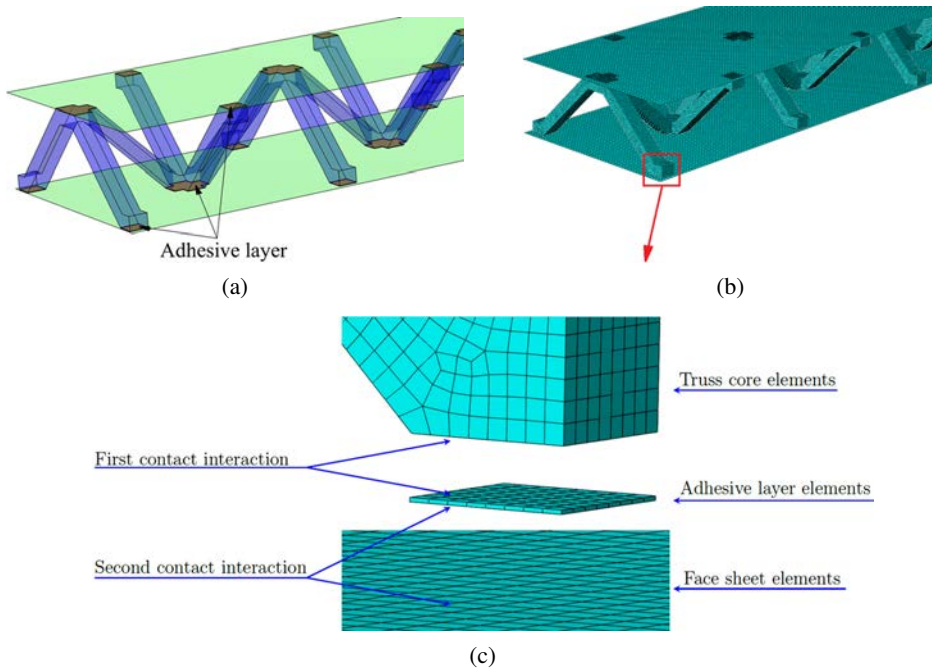 Adhesive layer
(a)
(b)
Truss core elements
First contact interaction
Adhesive layer elements
Second contact interaction
Face sheet elements
(c)